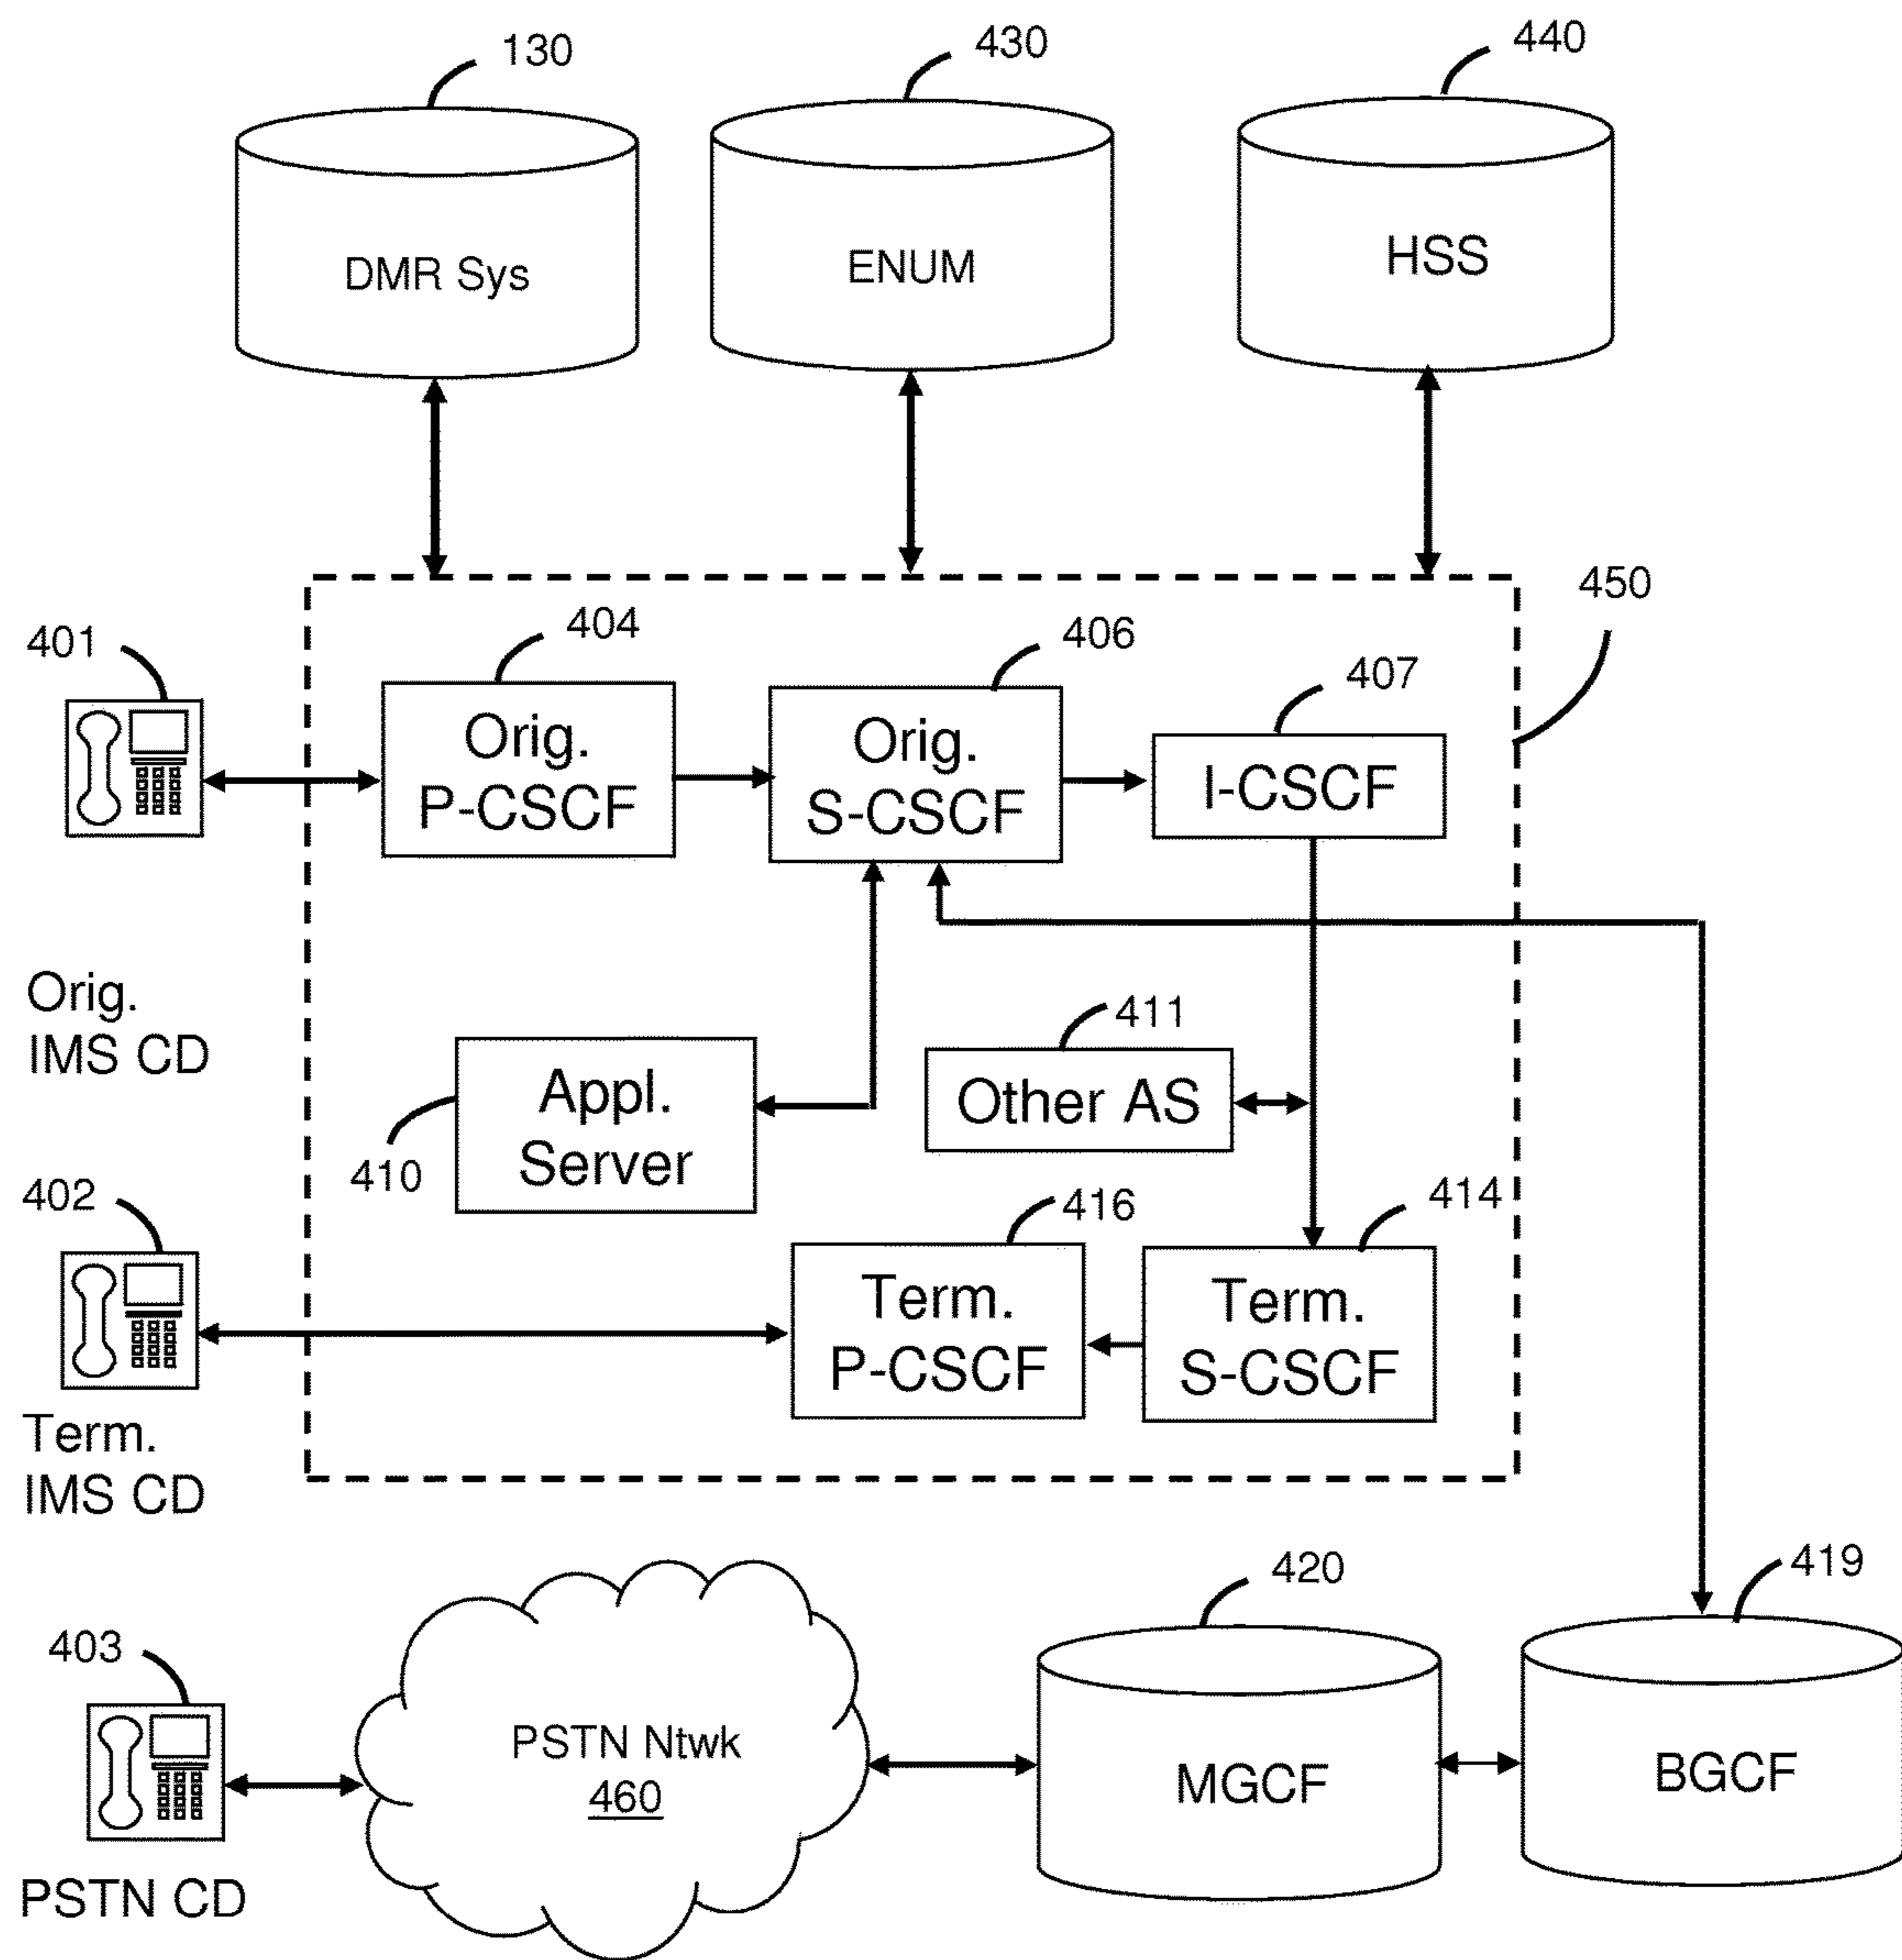 130
430
440
DMR Sys
ENUM
HSS
450
404
406
401
407
Orig.
P-CSCF
Orig.
S-CSCF
I-CSCF
Orig.
IMS CD
411
Appl.
Server
Other AS
410
402
416
414
Term.
P-CSCF
Term.
S-CSCF
Term.
IMS CD
420
419
403
PSTN Ntwk
460
MGCF
BGCF
PSTN CD